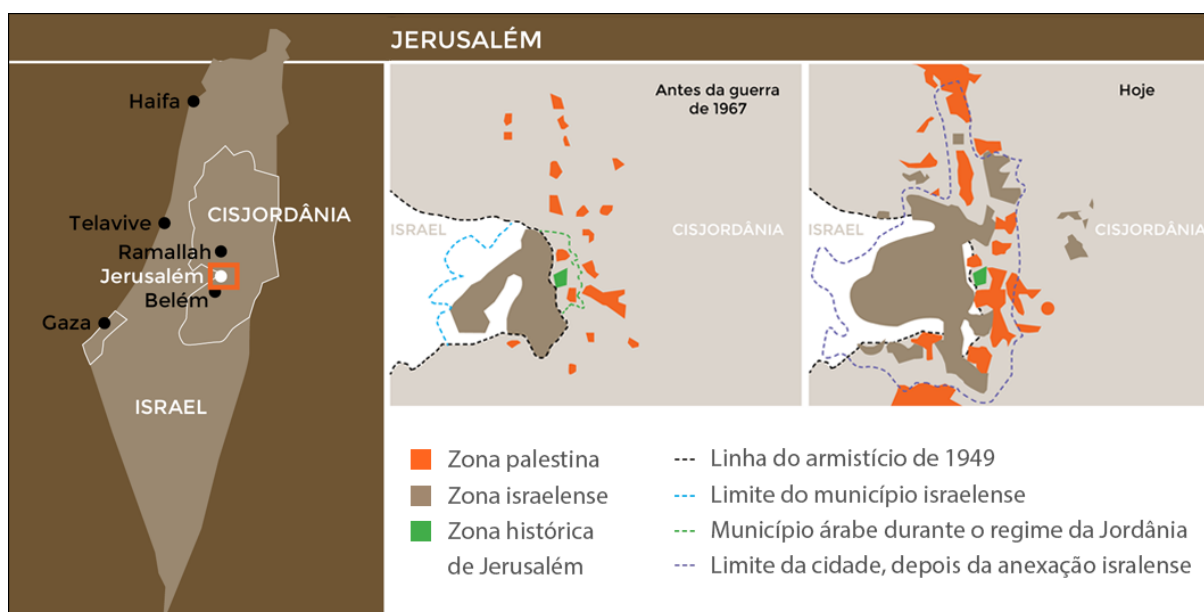 JERUSALÉM
Haifa
CISJORDÂNIA
Telavive
Ramallah
Jerusalém
Belém
Gaza
ISRAEL
Antes da guerra
de 1967
ISRAEL
CISJORDÂNIA
Hoje
ISRAEL
CISJORDÂNIA
Zona palestina
Zona israelense
Zona histórica
de Jerusalém
Linha do armistício de 1949
Limite do município israelense
Município árabe durante o regime da Jordânia
Limite da cidade, depois da anexação isralense